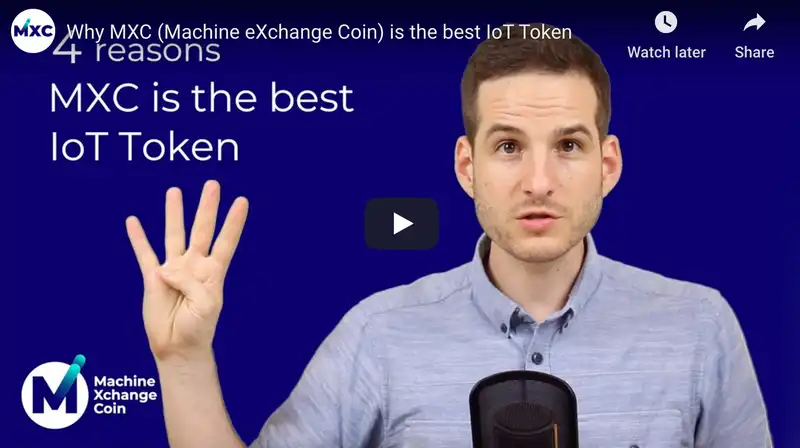 MXC
Why MXC (Machine eXchange Coin) is the best IoT Token
Watch later
Share
4 reasons
MXC is the best
IoT Token
M
Machine
Xchange
Coin